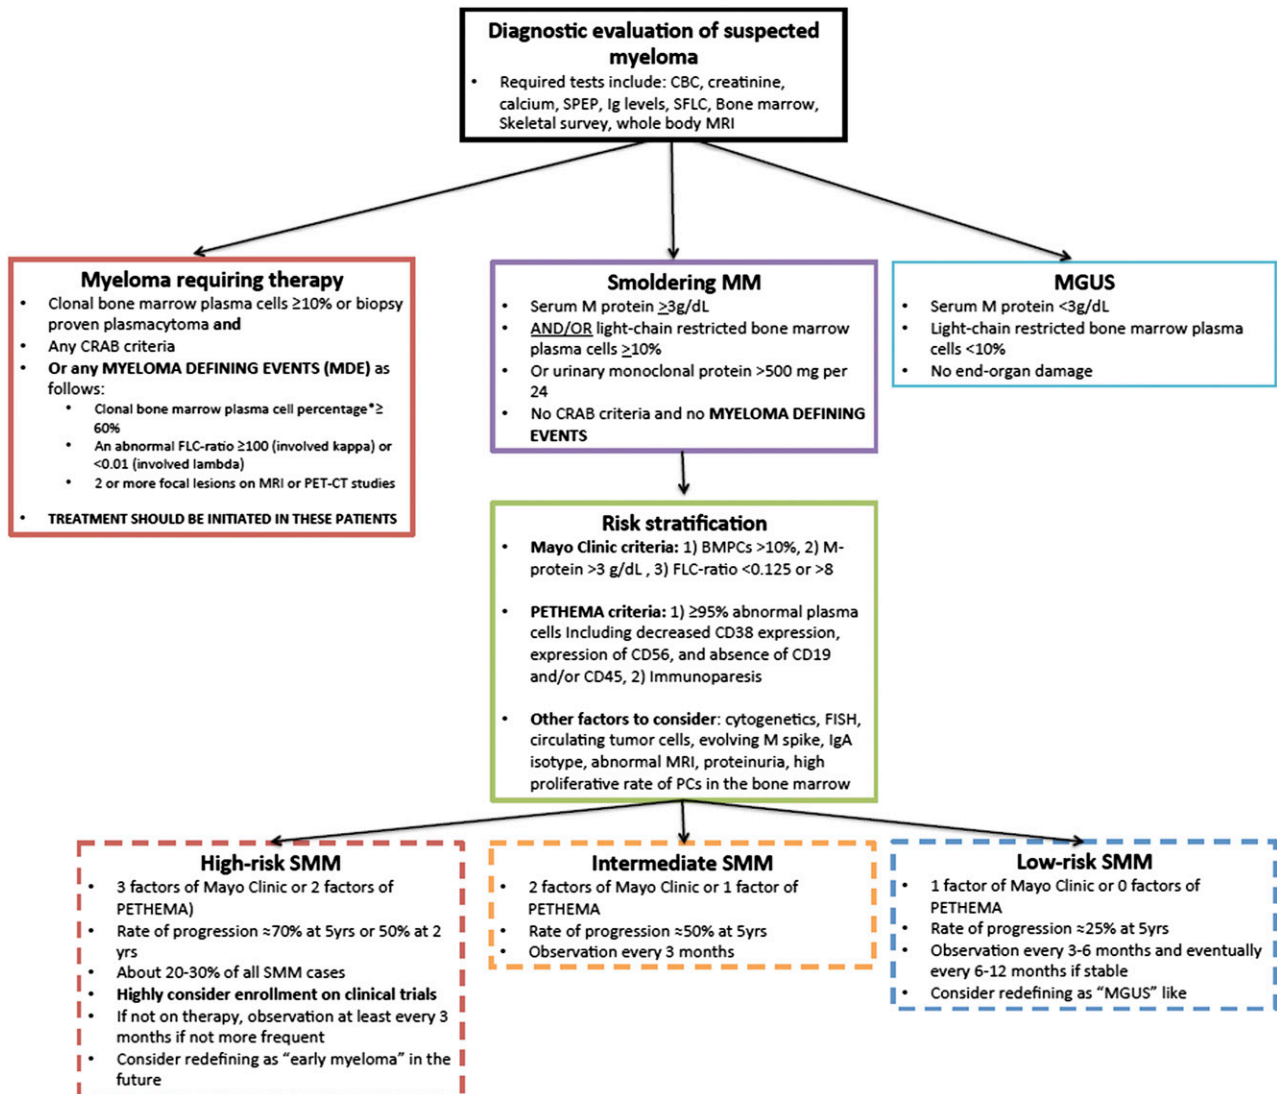 Diagnostic evaluation of suspected
myeloma
• Required tests include: CBC, creinine,
calcium, SPEP, Ig levels, SFLC, Bone marrow,
Skeletal survey, whole body MRI
Myeloma requiring therapy
• Clonal bone marrow plasma cells ≥10% or biopsy
proven plasmacytoma and
• Any CRAB criteria
• Or any MYELOMA DEFINING EVENTS (MDE) as
follows:
• Clonal bone marrow plasma cell percentage*≥
60%
• An abnormal FLC-ratio ≥100 (involved kappa) or
<0.01 (involved lambda)
• 2 or more focal lesions on MRI or PET-CT studies
• TREATMENT SHOULD BE INITIATED IN THESE PATIENTS
Smoldering MM
• Serum M protein ≥3g/dL
• AND/OR light-chain restricted bone marrow
plasma cells ≥10%
• Or urinary monoclonal protein >500 mg per
24
• No CRAB criteria and no MYELOMA DEFINING
EVENTS
MGUS
• Serum M protein <3g/dL
• Light-chain restricted bone marrow plasma
cells <10%
• No end-organ damage
Risk stratification
• Mayo Clinic criteria: 1) BMPCs >10%, 2) M-
protein >3 g/dL , 3) FLC-ratio <0.125 or >8
• PETHEMA criteria: 1) ≥95% abnormal plasma
cells Including decreased CD38 expression,
expression of CD56, and absence of CD19
and/or CD45, 2) Immunoparesis
• Other factors to consider: cytogenetics, FISH,
circulating tumor cells, evolving M spike, IgA
isotype, abnormal MRI, proteinuria, high
proliferative rate of PCs in the bone marrow
High-risk SMM
• 3 factors of Mayo Clinic or 2 factors of
PETHEMA)
• Rate of progression ≈70% at 5yrs or 50% at 2
yrs
• About 20-30% of all SMM cases
• Highly consider enrollment on clinical trials
• If not on therapy, observation at least every 3
months if not more frequent
• Consider redefining as “early myeloma” in the
future
Intermediate SMM
• 2 factors of Mayo Clinic or 1 factor of
PETHEMA
• Rate of progression ≈50% at 5yrs
• Observation every 3 months
Low-risk SMM
• 1 factor of Mayo Clinic or 0 factors of
PETHEMA
• Rate of progression ≈25% at 5yrs
• Observation every 3-6 months and eventually
every 6-12 months if stable
• Consider redefining as “MGUS” like